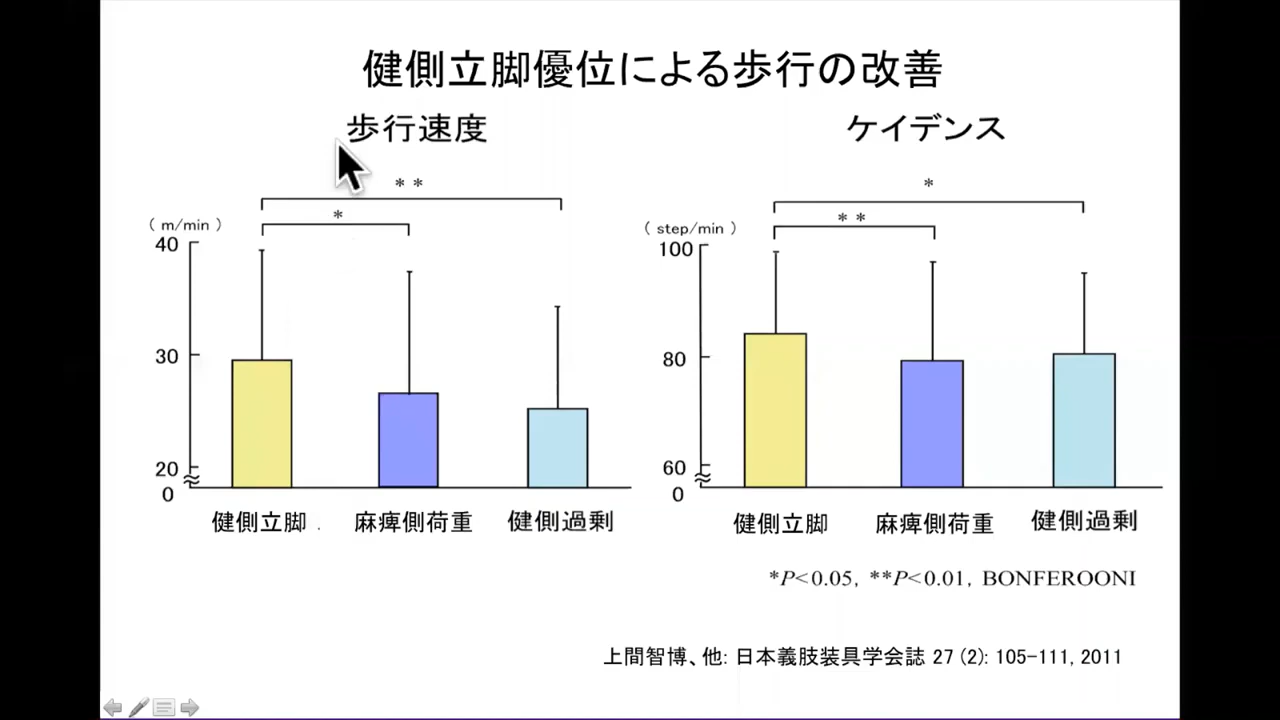 健側立脚優位による歩行の改善
歩行速度
ケイデンス
**
*
*
**
( m/min )
( step/min )
40
30
20
0
100
80
60
0
健側立脚 麻痺側荷重 健側過剰
健側立脚 麻痺側荷重 健側過剰
*P<0.05, **P<0.01, BONFEROONI
上間智博、他: 日本義肢装具学会誌 27 (2): 105-111, 2011